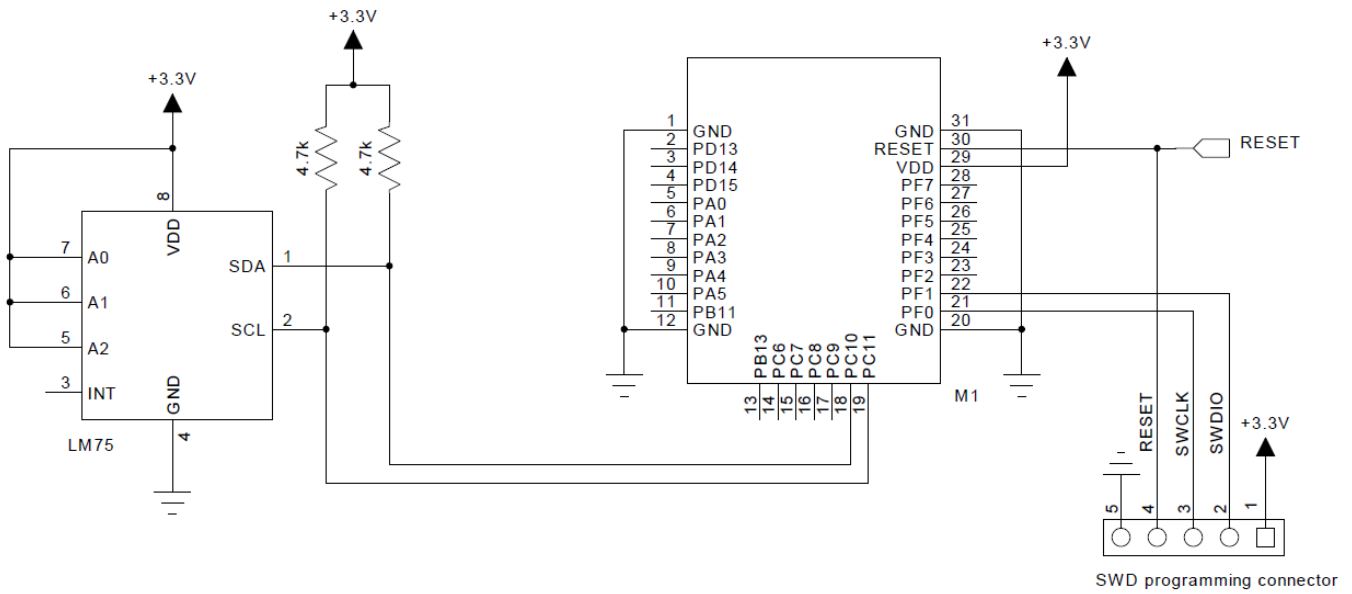 +3.3V
+3.3V
4.7k
4.7k
8
VDD
7 A0
6 A1
5 A2
3 INT
SDA 1
SCL 2
GND
4
LM75
+3.3V
1 GND
2 PD13
3 PD14
4 PD15
5 PA0
6 PA1
7 PA2
8 PA3
9 PA4
10 PA5
11 PB11
12 GND
GND 31
RESET 30
VDD 29
PF7 28
PF6 27
PF5 26
PF4 25
PF3 24
PF2 23
PF1 22
PF0 21
GND 20
PB13 PC6 PC7 PC8 PC9 PC10 PC11
13 14 15 16 17 18 19
M1
RESET
RESET
SWCLK
SWDIO
+3.3V
5 4 3 2 1
SWD programming connector